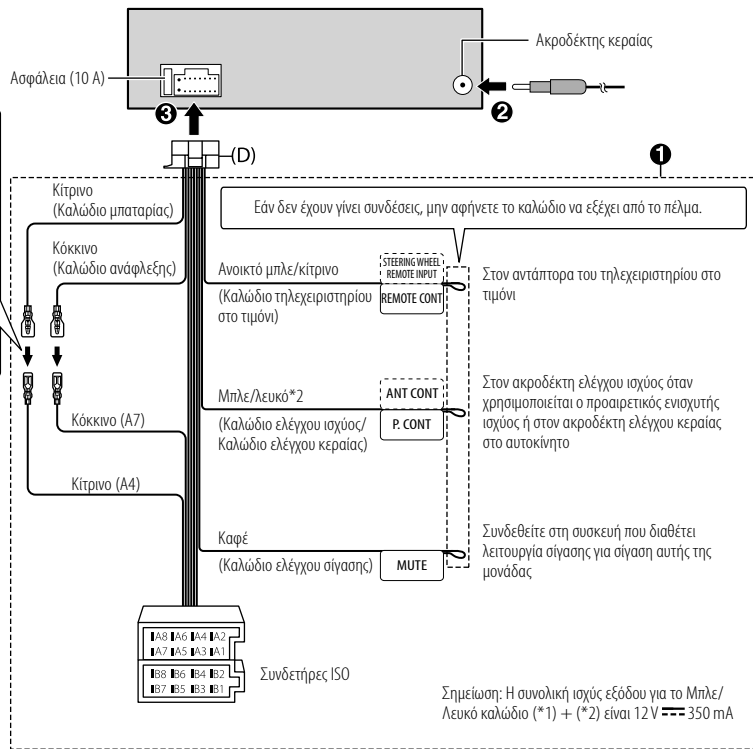 Ακροδέκτης κεραίας
Ασφάλεια (10 A)
❸
❷
(D)
❶
Κίτρινο
(Καλώδιο μπαταρίας)
Εάν δεν έχουν γίνει συνδέσεις, μην αφήνετε το καλώδιο να εξέχει από το πέλμα.
Κόκκινο
(Καλώδιο ανάφλεξης)
Ανοικτό μπλε/κίτρινο
(Καλώδιο τηλεχειριστηρίου
στο τιμόνι)
STEERING WHEEL
REMOTE INPUT
REMOTE CONT
Στον αντάπτορα του τηλεχειριστηρίου στο
τιμόνι
Μπλε/λευκό*2
(Καλώδιο ελέγχου ισχύος/
Καλώδιο ελέγχου κεραίας)
ANT CONT
P. CONT
Στον ακροδέκτη ελέγχου ισχύος όταν
χρησιμοποιείται ο προαιρετικός ενισχυτής
ισχύος ή στον ακροδέκτη ελέγχου κεραίας
στο αυτοκίνητο
Κόκκινο (A7)
Κίτρινο (A4)
Καφέ
(Καλώδιο ελέγχου σίγασης)
MUTE
Συνδεθείτε στη συσκευή που διαθέτει
λειτουργία σίγασης για σίγαση αυτής της
μονάδας
A8 A6 A4 A2
A7 A5 A3 A1
B8 B6 B4 B2
B7 B5 B3 B1
Συνδετήρες ISO
Σημείωση: Η συνολική ισχύς εξόδου για το Μπλε/
Λευκό καλώδιο (*1) + (*2) είναι 12 V ⎓ 350 mA